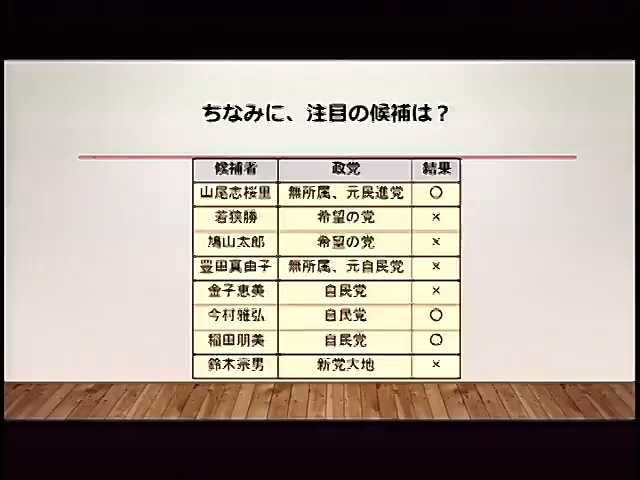 ちなみに、注目の候補は？
候補者 政党 結果
山尾志桜里 無所属、元民進党 ○
若狭勝 希望の党 ×
鳩山太郎 希望の党 ×
豊田真由子 無所属、元自民党 ×
金子恵美 自民党 ×
今村雅弘 自民党 ○
稲田朋美 自民党 ○
鈴木宗男 新党大地 ×